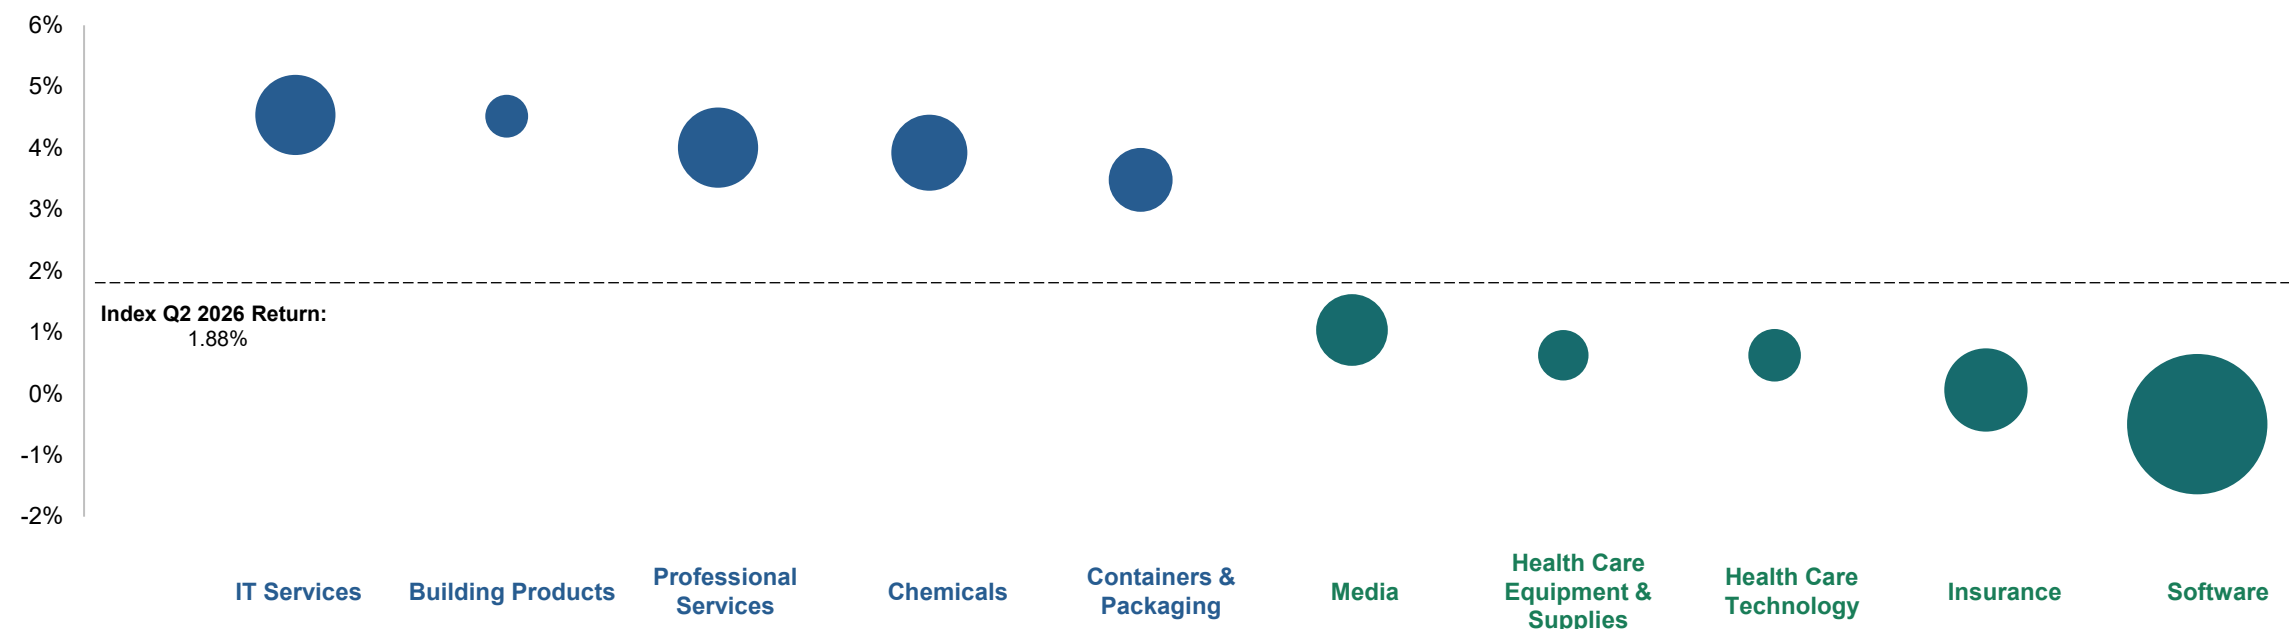 6%
5%
4%
3%
2%
1%
0%
-1%
-2%
Index Q2 2026 Return:
1.88%
IT Services
Building Products
Professional
Services
Chemicals
Containers &
Packaging
Media
Health Care
Equipment &
Supplies
Health Care
Technology
Insurance
Software